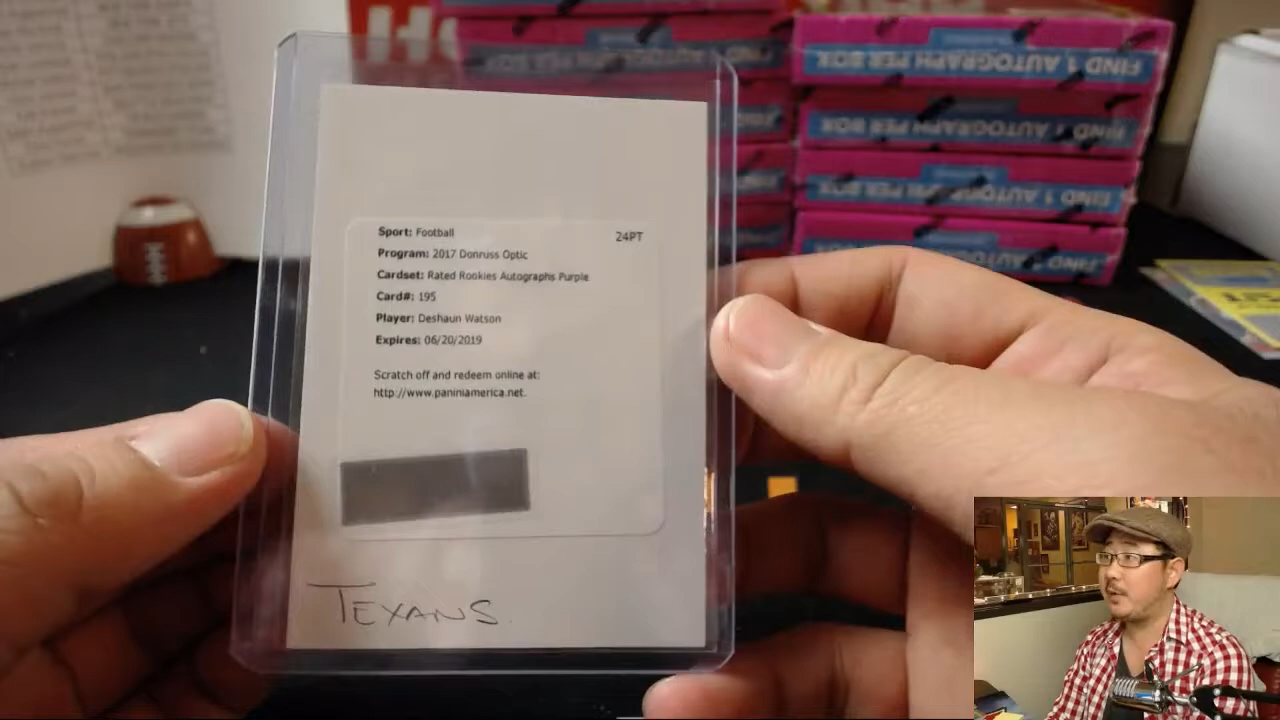 FIND 1 AUTOGRAPH PER BOX
FIND 1 AUTOGRAPH PER BOX
FIND 1 AUTOGRAPH PER BOX
FIND 1 AUTOGRAPH PER BOX
Sport: Football
24PT
Program: 2017 Donruss Optic
Cardset: Rated Rookies Autographs Purple
Card#: 195
Player: Deshaun Watson
Expires: 06/20/2019
Scratch off and redeem online at:
http://www.paniniamerica.net.
TEXANS.